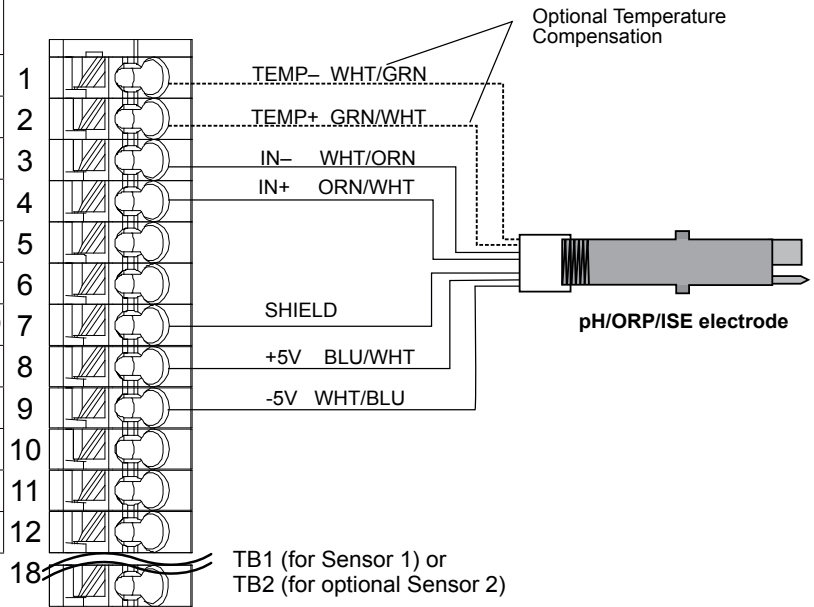 Optional Temperature
Compensation
1
TEMP– WHT/GRN
2
TEMP+ GRN/WHT
3
IN– WHT/ORN
4
IN+ ORN/WHT
5
6
7
SHIELD
8
+5V BLU/WHT
9
-5V WHT/BLU
10
11
12
18
pH/ORP/ISE electrode
TB1 (for Sensor 1) or
TB2 (for optional Sensor 2)